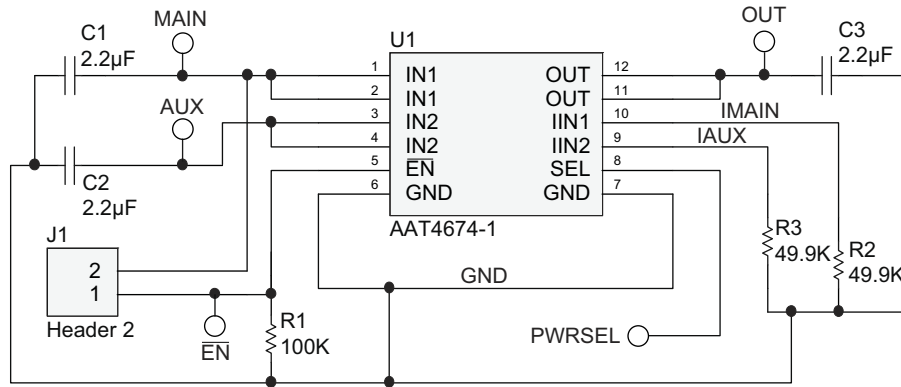 MAIN
OUT
C1
2.2µF
C3
2.2µF
U1
1 IN1 OUT 12
2 IN1 OUT 11
3 IN2 IIN1 10
4 IN2 IIN2 9
5 EN SEL 8
6 GND GND 7
AAT4674-1
AUX
IMAIN
IAUX
C2
2.2µF
J1
2
1
Header 2
EN
R1
100K
GND
PWRSEL
R3
49.9K
R2
49.9K